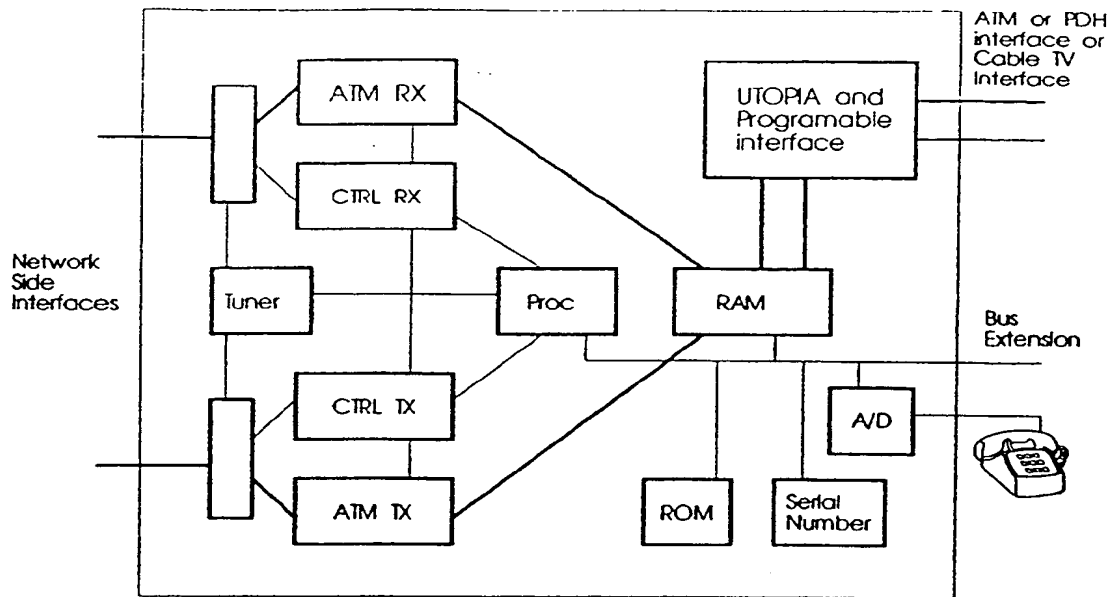 ATM or PDH
interface or
Cable TV
Interface
ATM RX
UTOPIA and
Programable
interface
CTRL RX
Network
Side
Interfaces
Tuner
Proc
RAM
Bus
Extension
CTRL TX
A/D
ATM TX
ROM
Serial
Number